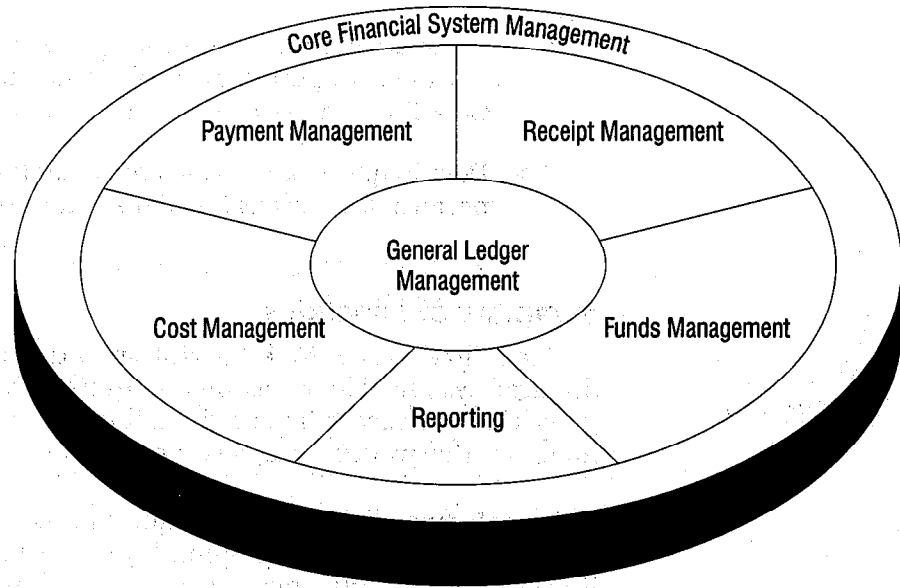 Core Financial System Management
Payment Management
Receipt Management
General Ledger
Management
Cost Management
Funds Management
Reporting